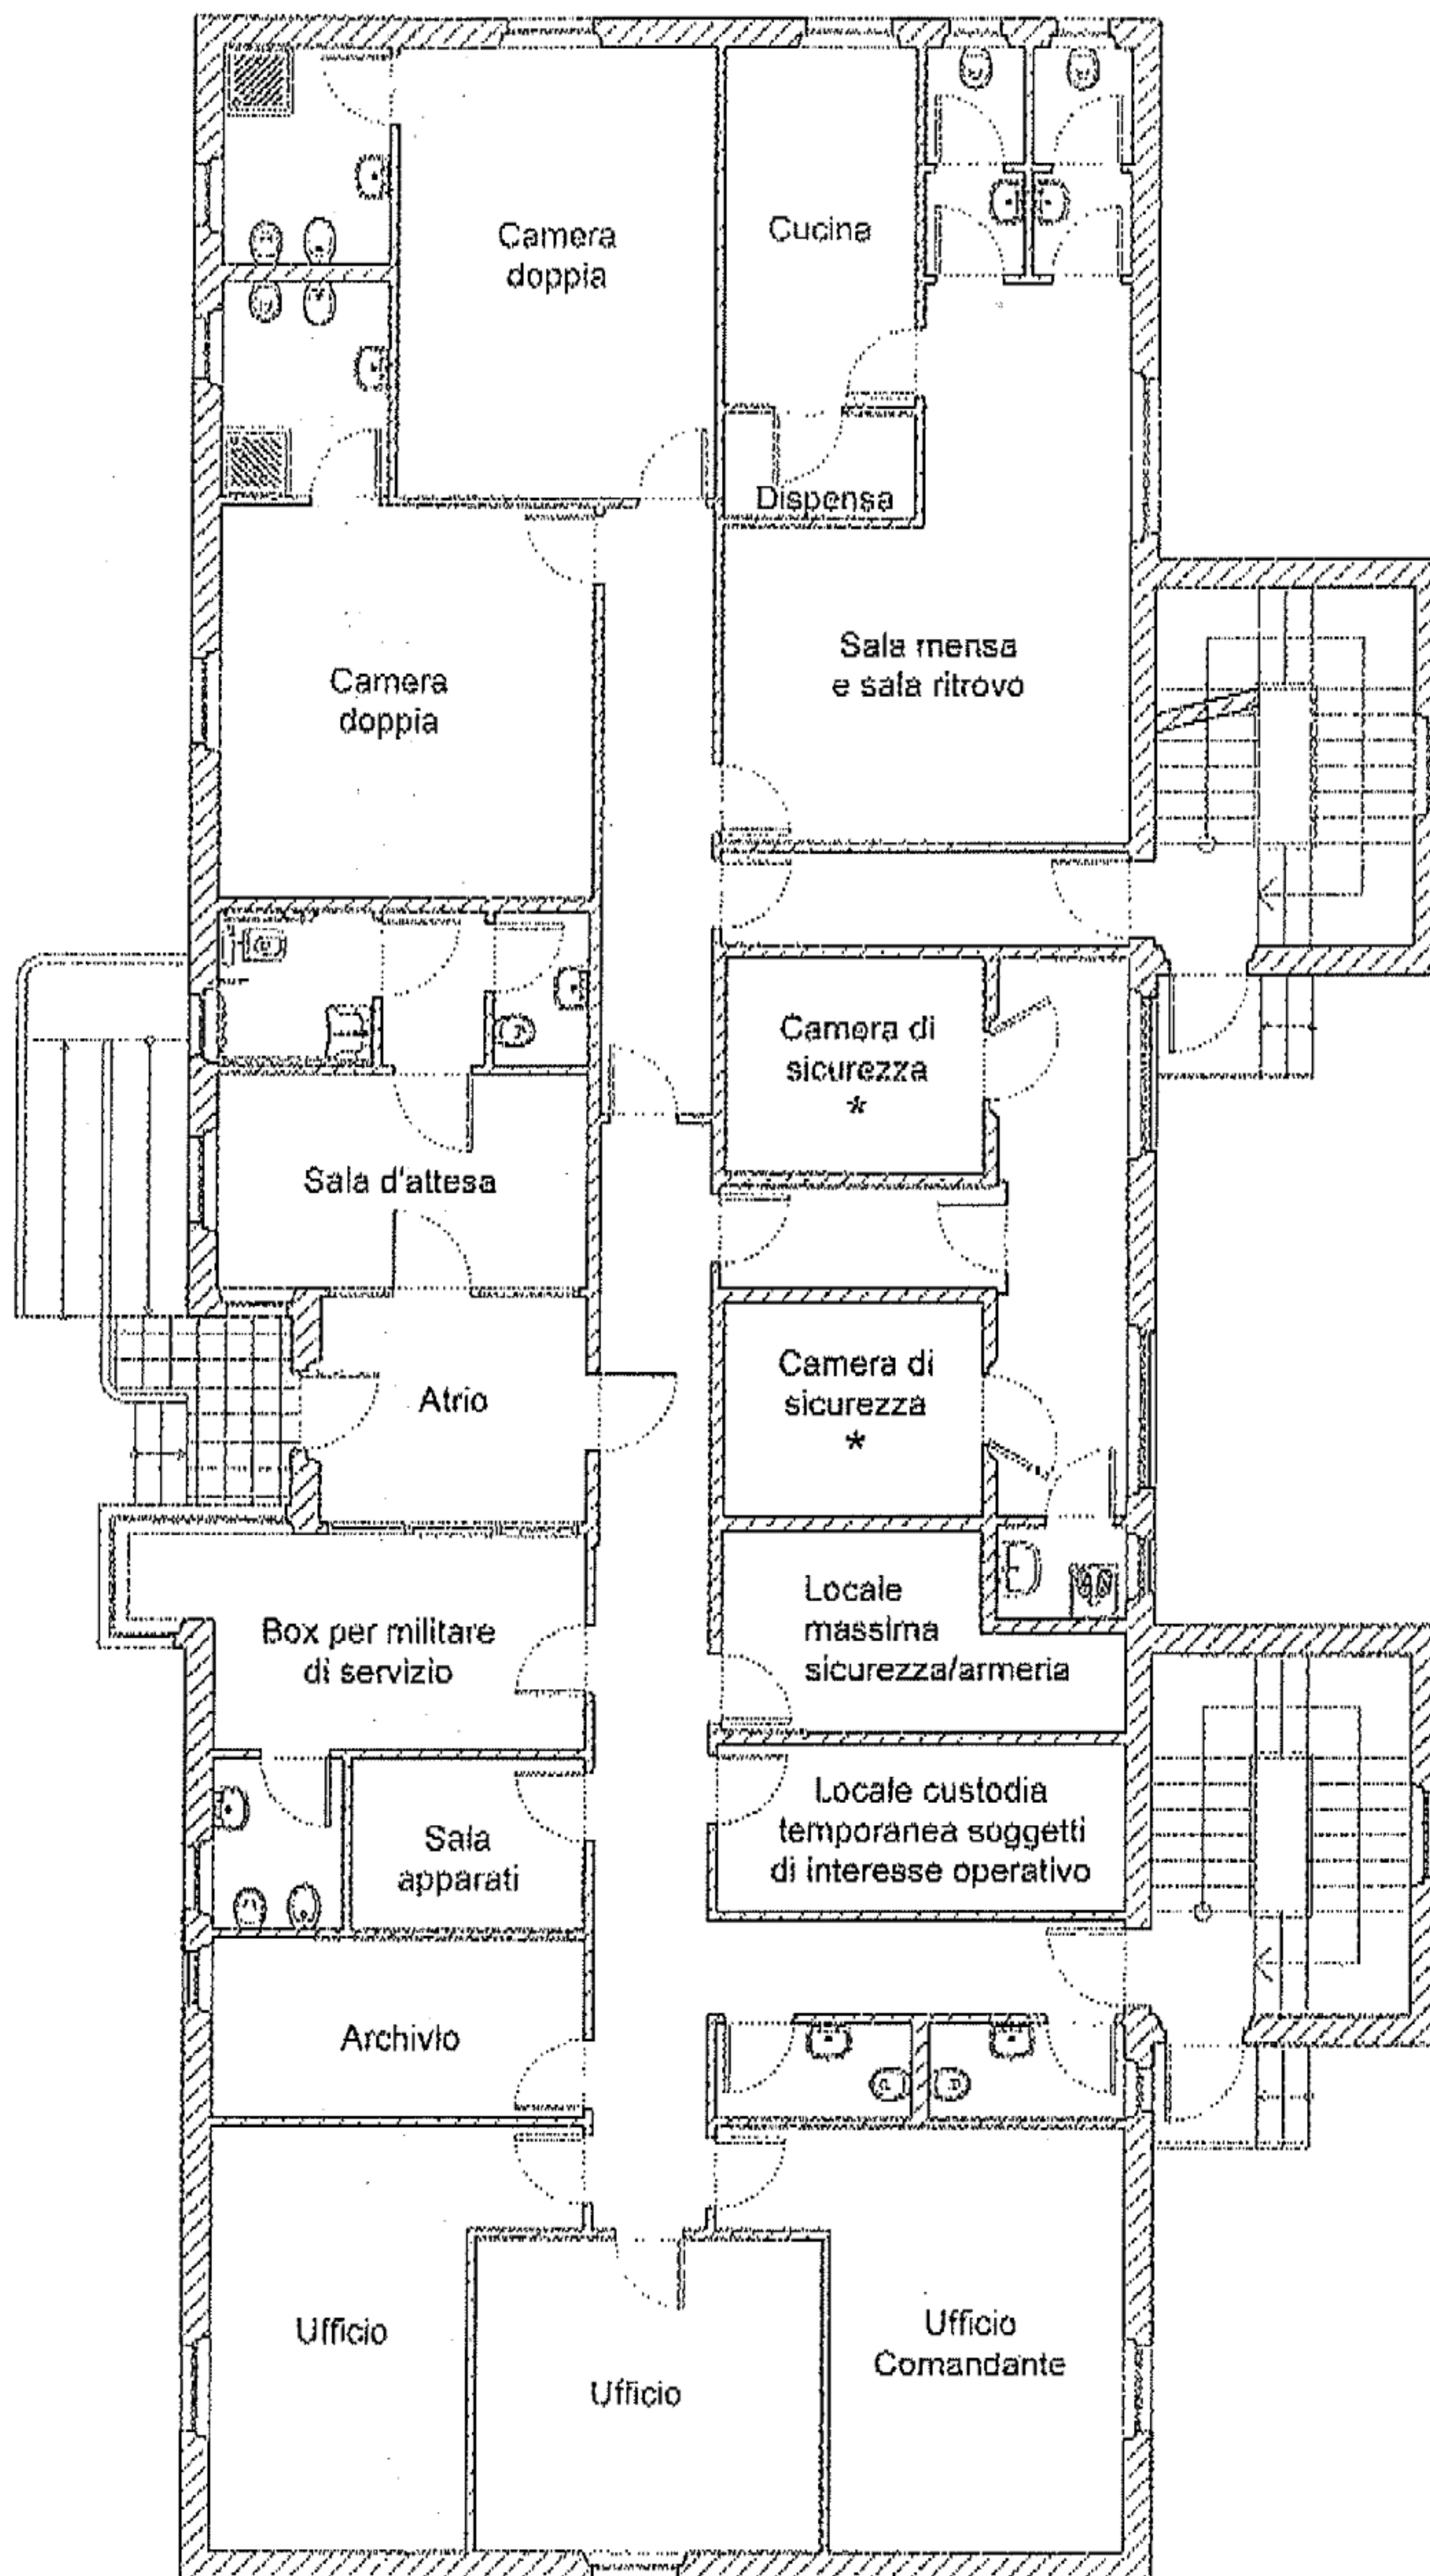 Camera
doppia
Cucina
Dispensa
Sala mensa
e sala ritrovo
Camera
doppia
Camera di
sicurezza
*
Sala d'attesa
Camera di
sicurezza
*
Atrio
Box per militare
di servizio
Locale
massima
sicurezza/armeria
Locale custodia
temporanea soggetti
di interesse operativo
Sala
apparati
Archivio
Ufficio
Ufficio
Ufficio
Comandante